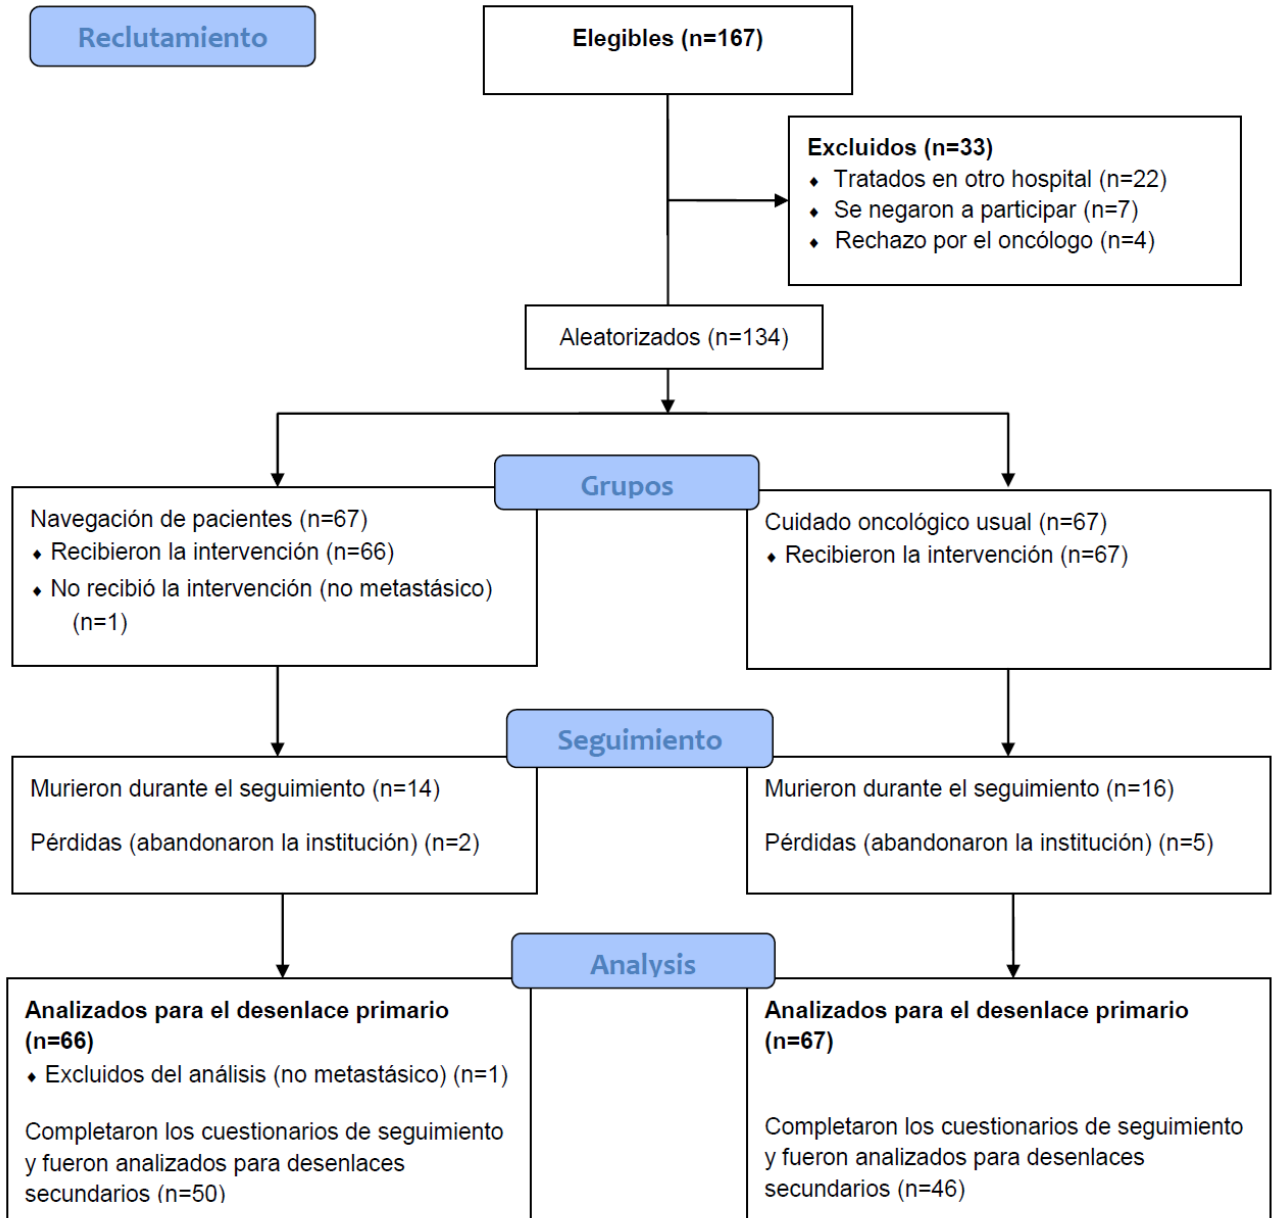 Reclutamiento
Elegibles (n=167)
Excluidos (n=33)
♦ Tratados en otro hospital (n=22)
♦ Se negaron a participar (n=7)
♦ Rechazo por el oncólogo (n=4)
Aleatorizados (n=134)
Grupos
Navegación de pacientes (n=67)
♦ Recibieron la intervención (n=66)
♦ No recibió la intervención (no metastásico)
(n=1)
Cuidado oncológico usual (n=67)
♦ Recibieron la intervención (n=67)
Seguimiento
Murieron durante el seguimiento (n=14)
Pérdidas (abandonaron la institución) (n=2)
Murieron durante el seguimiento (n=16)
Pérdidas (abandonaron la institución) (n=5)
Analysis
Analizados para el desenlace primario
(n=66)
♦ Excluidos del análisis (no metastásico) (n=1)
Completaron los cuestionarios de seguimiento
y fueron analizados para desenlaces
secundarios (n=50)
Analizados para el desenlace primario
(n=67)
Completaron los cuestionarios de seguimiento
y fueron analizados para desenlaces
secundarios (n=46)